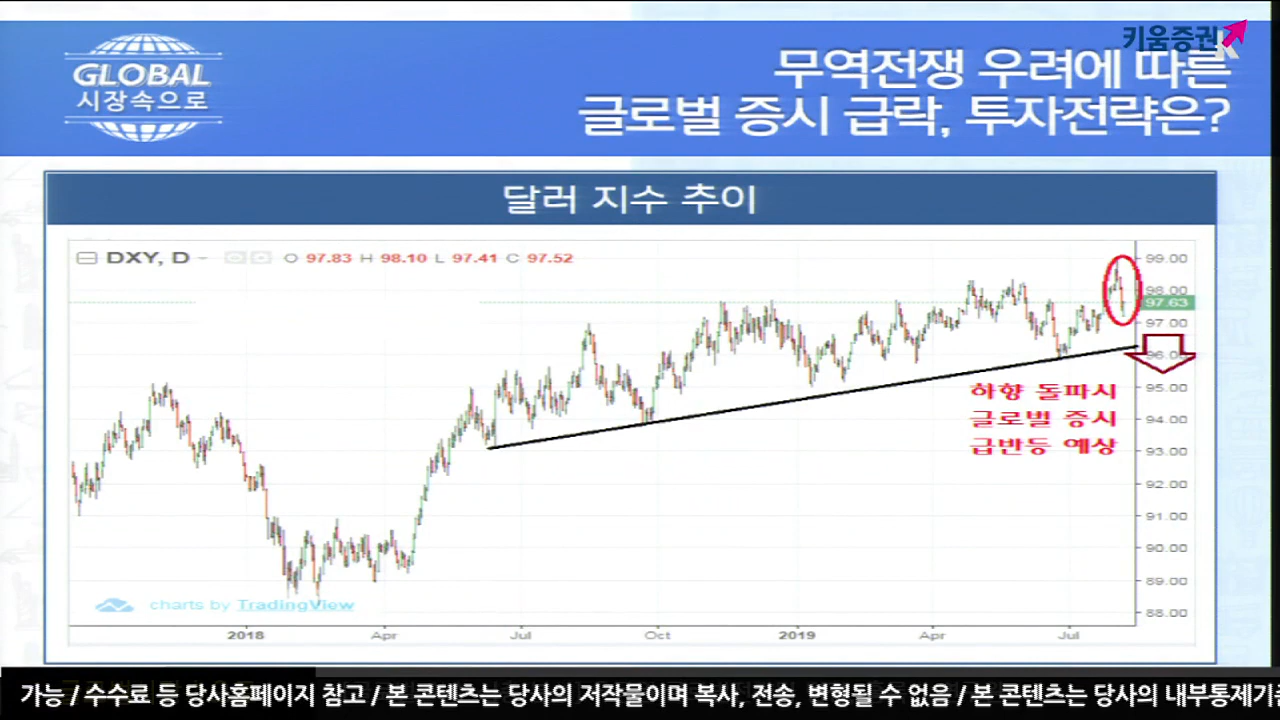 키움증권
GLOBAL
시장속으로
무역전쟁 우려에 따른
글로벌 증시 급락, 투자전략은?
달러 지수 추이
DXY, D
O 97.83 H 98.10 L 97.41 C 97.52
99.00
98.00
97.63
97.00
96.00
95.00
94.00
93.00
92.00
91.00
90.00
89.00
88.00
하향 돌파시
글로벌 증시
급반등 예상
charts by TradingView
2018 Apr Jul Oct 2019 Apr Jul
가능 / 수수료 등 당사홈페이지 참고 / 본 콘텐츠는 당사의 저작물이며 복사, 전송, 변형될 수 없음 / 본 콘텐츠는 당사의 내부통제기준